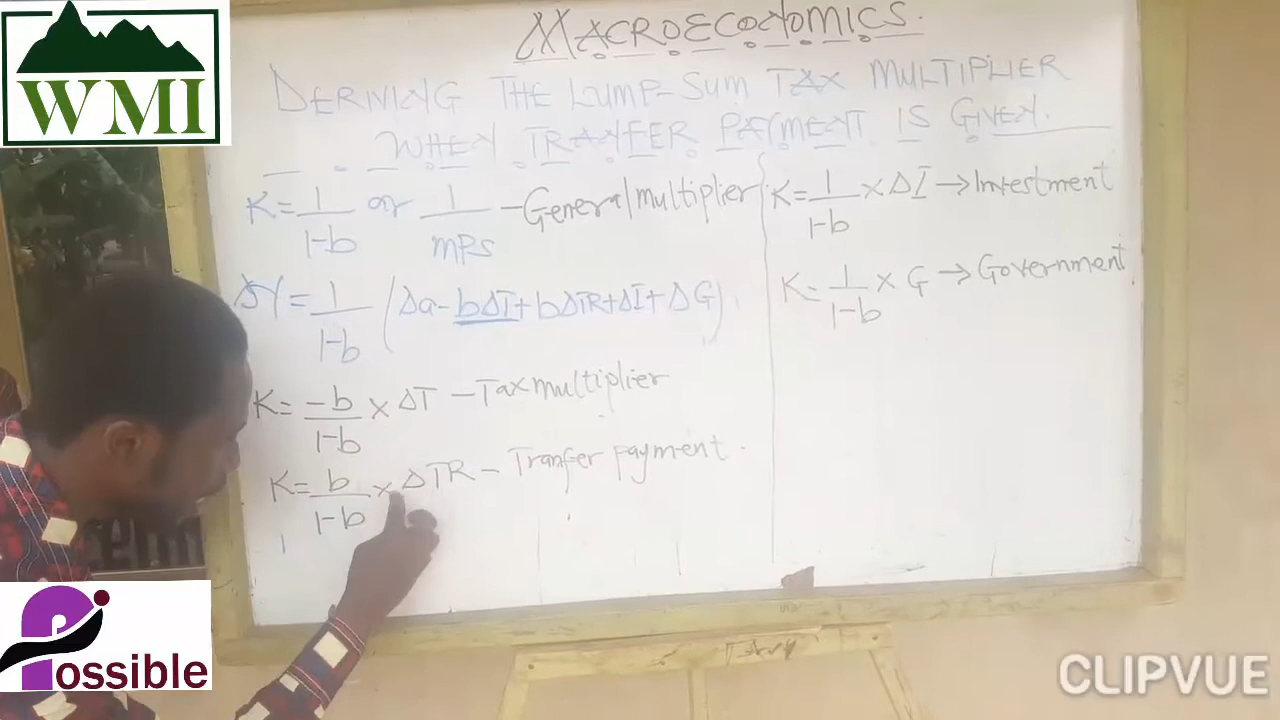 WMI
MACROECONOMICS.
DERIVING THE LUMP-SUM TAX MULTIPLIER
WHEN TRANFER PAYMENT IS GIVEN.
K = 1/1-b or 1/MPS - General multiplier
ΔY = 1/1-b (Δa - bΔT + bΔTR + ΔI + ΔG).
K = -b/1-b × ΔT - Tax multiplier
K = b/1-b × ΔTR - Tranfer payment.
K = 1/1-b × ΔI → Investment
K = 1/1-b × G → Government
Possible
CLIPVUE